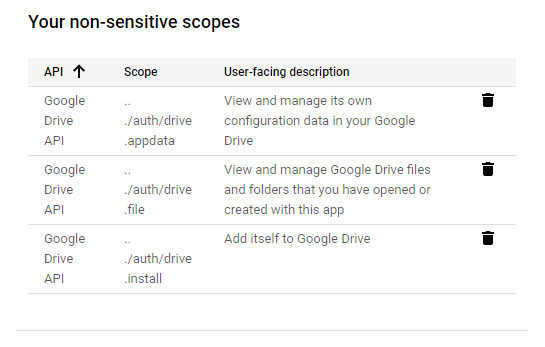 Your non-sensitive scopes
API Scope User-facing description
Google .. View and manage its own
Drive ./auth/drive configuration data in your Google
API .appdata Drive
Google .. View and manage Google Drive files
Drive ./auth/drive and folders that you have opened or
API .file created with this app
Google .. Add itself to Google Drive
Drive ./auth/drive
API .install